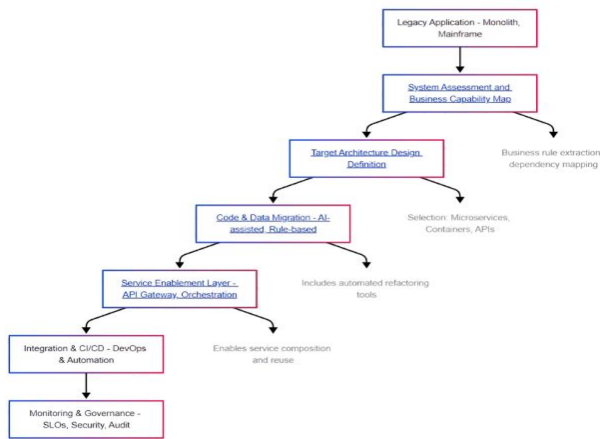 Legacy Application - Monolith,
Mainframe
System Assessment and
Business Capability Map
Target Architecture Design
Definition
Business rule extraction
dependency mapping
Code & Data Migration - AI-
assisted, Rule-based
Selection: Microservices,
Containers, APIs
Service Enablement Layer -
API Gateway, Orchestration
Includes automated refactoring
tools
Integration & CI/CD - DevOps
& Automation
Enables service composition
and reuse
Monitoring & Governance -
SLOs, Security, Audit